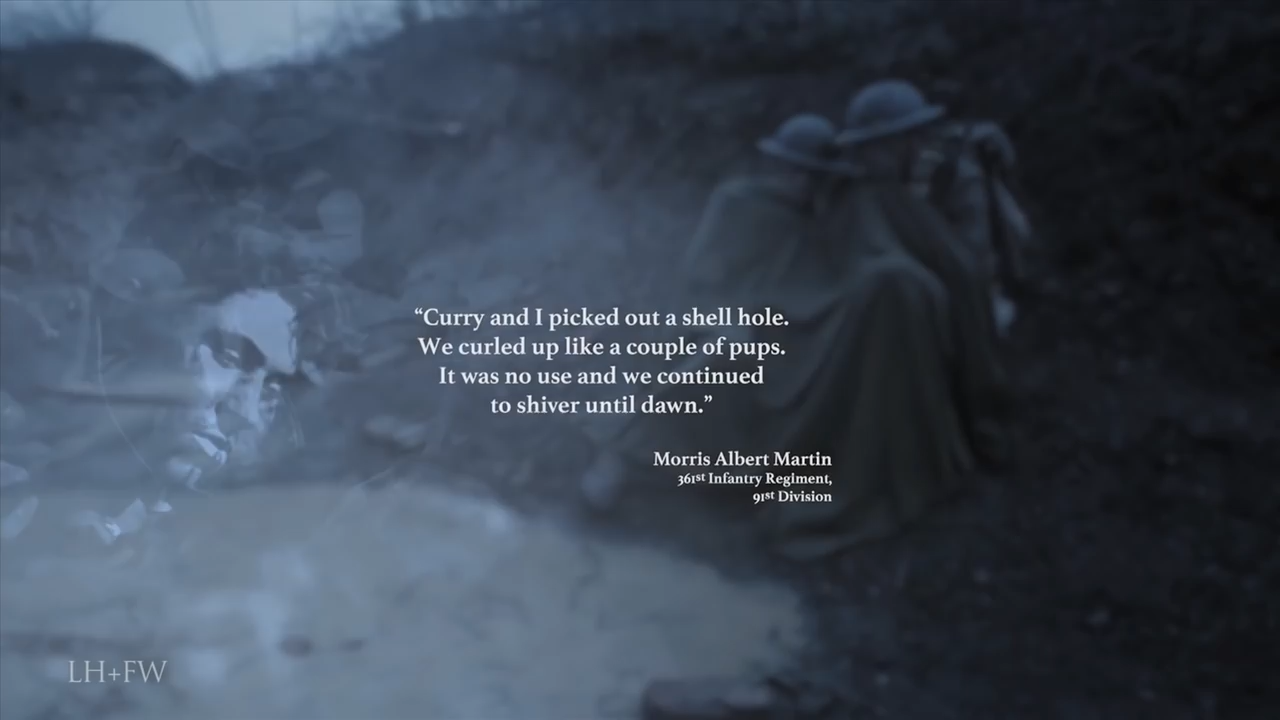 “Curry and I picked out a shell hole.
We curled up like a couple of pups.
It was no use and we continued
to shiver until dawn.”
Morris Albert Martin
361st Infantry Regiment,
91st Division
LH+FW